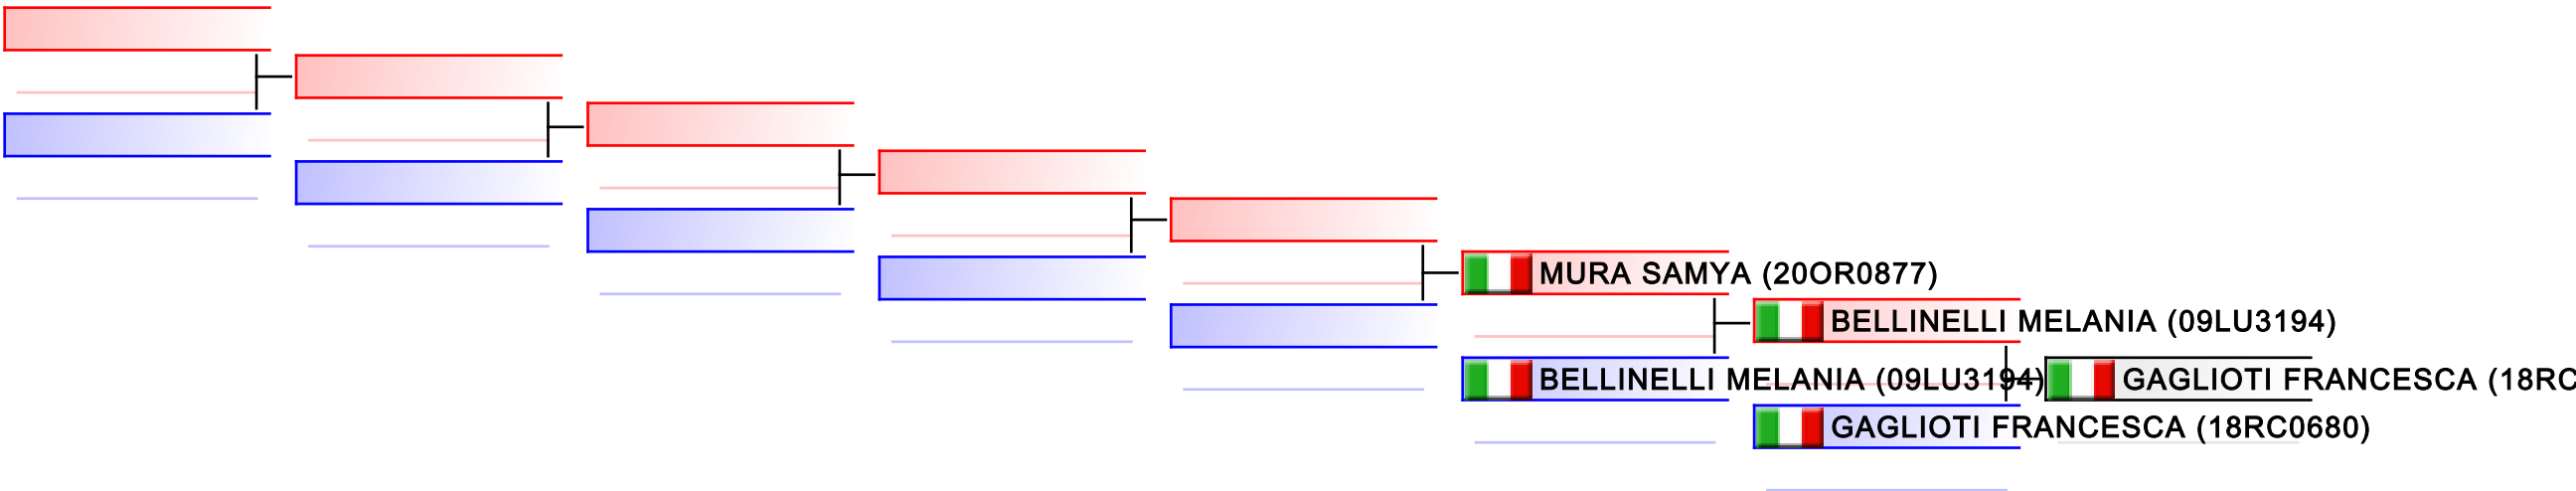 MURA SAMYA (20OR0877)
BELLINELLI MELANIA (09LU3194)
BELLINELLI MELANIA (09LU3194)
GAGLIOTI FRANCESCA (18RC
GAGLIOTI FRANCESCA (18RC0680)